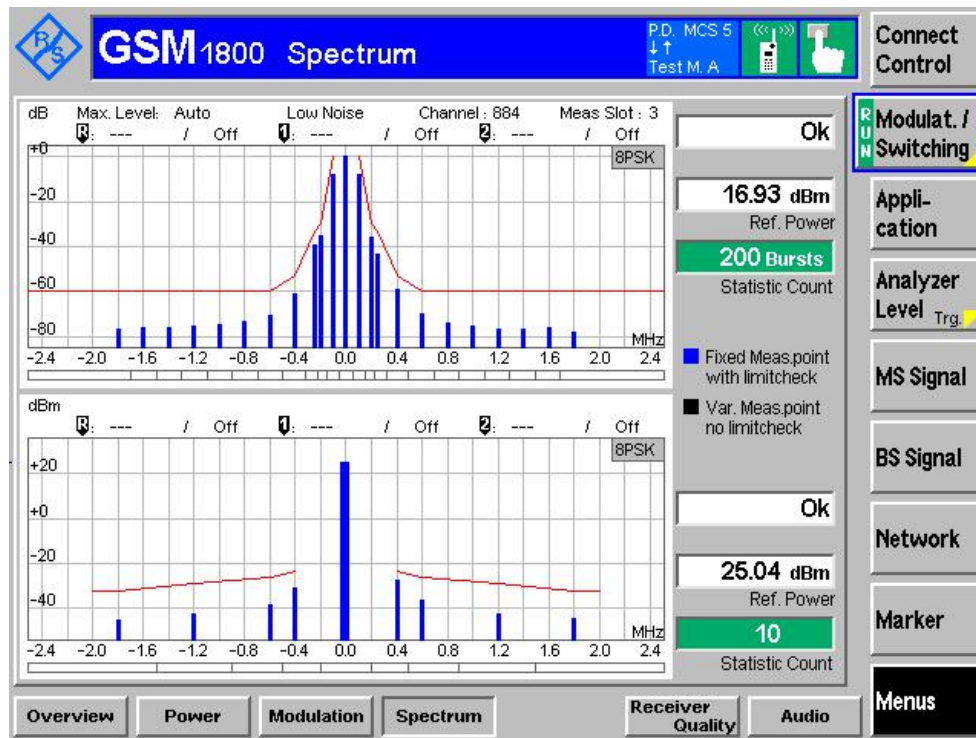 R/S
GSM 1800 Spectrum
P.D. MCS 5
↓↑
Test M. A
Connect
Control
dB Max. Level: Auto Low Noise Channel : 884 Meas Slot : 3
R: --- / Off 1: --- / Off 2: --- / Off
8PSK
+0
-20
-40
-60
-80
MHz
-2.4 -2.0 -1.6 -1.2 -0.8 -0.4 0.0 0.4 0.8 1.2 1.6 2.0 2.4
Ok
16.93 dBm
Ref. Power
200 Bursts
Statistic Count
Fixed Meas.point
with limitcheck
Var. Meas.point
no limitcheck
dBm
R: --- / Off 1: --- / Off 2: --- / Off
8PSK
+20
+0
-20
-40
MHz
-2.4 -2.0 -1.6 -1.2 -0.8 -0.4 0.0 0.4 0.8 1.2 1.6 2.0 2.4
Ok
25.04 dBm
Ref. Power
10
Statistic Count
RUN
Modulat. /
Switching
Appli-
cation
Analyzer
Level Trg.
MS Signal
BS Signal
Network
Marker
Menus
Overview Power Modulation Spectrum Receiver Quality Audio